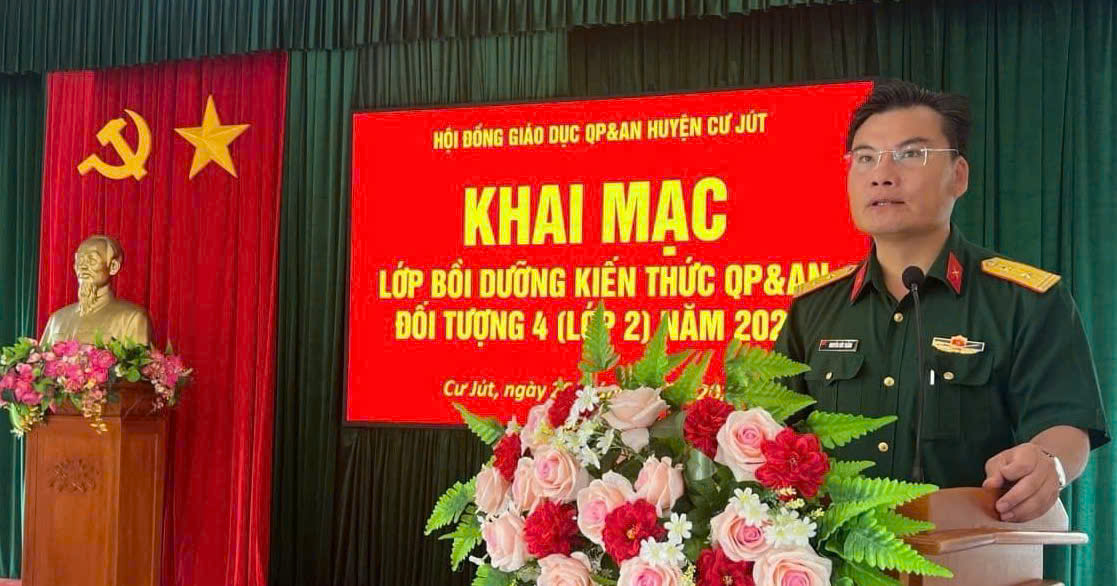 HỘI ĐỒNG GIÁO DỤC QP&AN HUYỆN CƯ JÚT
KHAI MẠC
LỚP BỒI DƯỠNG KIẾN THỨC QP&AN
ĐỐI TƯỢNG 4 (LỚP 2) NĂM 202
Cư Jút, ngày